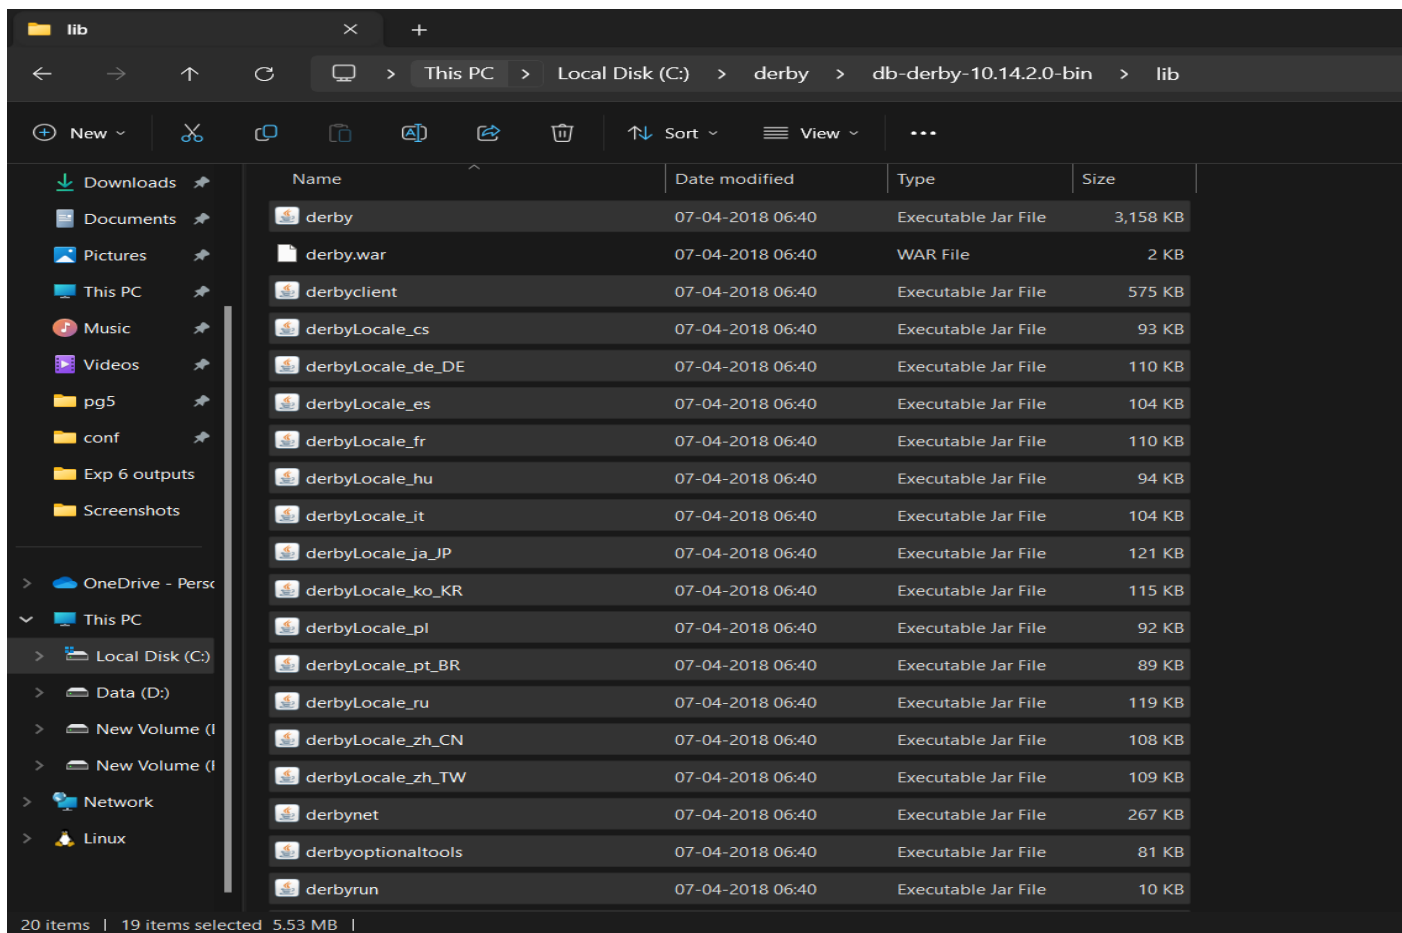 lib
This PC > Local Disk (C:) > derby > db-derby-10.14.2.0-bin > lib
New Sort View
Name Date modified Type Size
Downloads
Documents
Pictures
This PC
Music
Videos
pg5
conf
Exp 6 outputs
Screenshots
OneDrive - Perso
This PC
Local Disk (C:)
Data (D:)
New Volume (
New Volume (
Network
Linux
derby 07-04-2018 06:40 Executable Jar File 3,158 KB
derby.war 07-04-2018 06:40 WAR File 2 KB
derbyclient 07-04-2018 06:40 Executable Jar File 575 KB
derbyLocale_cs 07-04-2018 06:40 Executable Jar File 93 KB
derbyLocale_de_DE 07-04-2018 06:40 Executable Jar File 110 KB
derbyLocale_es 07-04-2018 06:40 Executable Jar File 104 KB
derbyLocale_fr 07-04-2018 06:40 Executable Jar File 110 KB
derbyLocale_hu 07-04-2018 06:40 Executable Jar File 94 KB
derbyLocale_it 07-04-2018 06:40 Executable Jar File 104 KB
derbyLocale_ja_JP 07-04-2018 06:40 Executable Jar File 121 KB
derbyLocale_ko_KR 07-04-2018 06:40 Executable Jar File 115 KB
derbyLocale_pl 07-04-2018 06:40 Executable Jar File 92 KB
derbyLocale_pt_BR 07-04-2018 06:40 Executable Jar File 89 KB
derbyLocale_ru 07-04-2018 06:40 Executable Jar File 119 KB
derbyLocale_zh_CN 07-04-2018 06:40 Executable Jar File 108 KB
derbyLocale_zh_TW 07-04-2018 06:40 Executable Jar File 109 KB
derbynet 07-04-2018 06:40 Executable Jar File 267 KB
derbyoptionaltools 07-04-2018 06:40 Executable Jar File 81 KB
derbyrun 07-04-2018 06:40 Executable Jar File 10 KB
20 items | 19 items selected 5.53 MB |